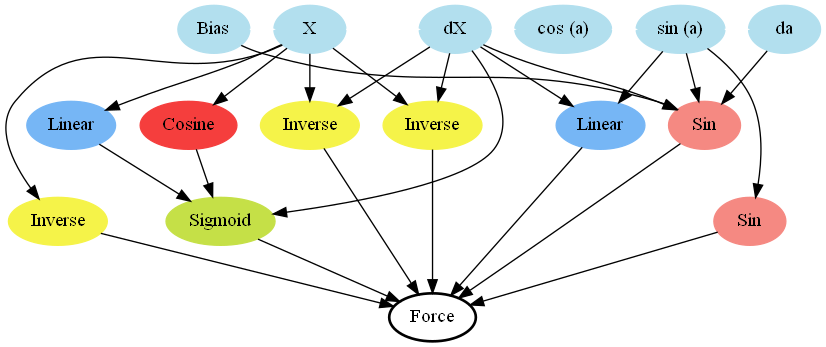 Bias X dX cos (a) sin (a) da
Linear Cosine Inverse Inverse Linear Sin
Inverse Sigmoid Sin
Force